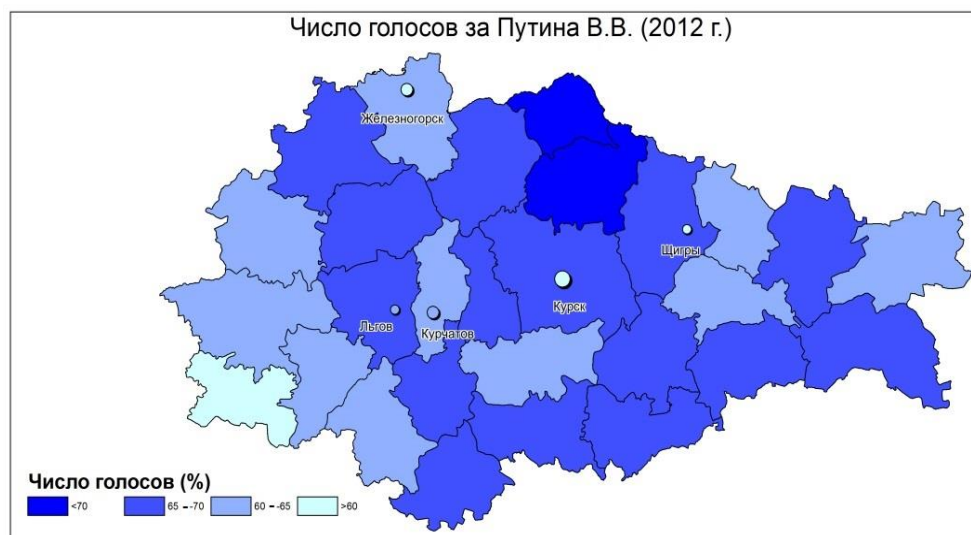 Число голосов за Путина В.В. (2012 г.)
Железногорск
Щигры
Курск
Льгов
Курчатов
Число голосов (%)
<70
65 - -70
60 - -65
>60